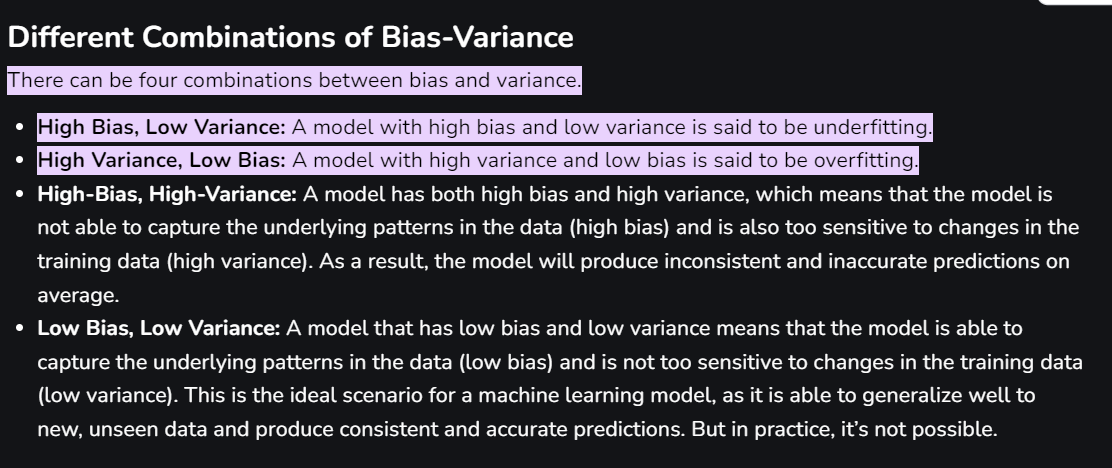 Different Combinations of Bias-Variance
There can be four combinations between bias and variance.
• High Bias, Low Variance: A model with high bias and low variance is said to be underfitting.
• High Variance, Low Bias: A model with high variance and low bias is said to be overfitting.
• High-Bias, High-Variance: A model has both high bias and high variance, which means that the model is
not able to capture the underlying patterns in the data (high bias) and is also too sensitive to changes in the
training data (high variance). As a result, the model will produce inconsistent and inaccurate predictions on
average.
• Low Bias, Low Variance: A model that has low bias and low variance means that the model is able to
capture the underlying patterns in the data (low bias) and is not too sensitive to changes in the training data
(low variance). This is the ideal scenario for a machine learning model, as it is able to generalize well to
new, unseen data and produce consistent and accurate predictions. But in practice, it’s not possible.